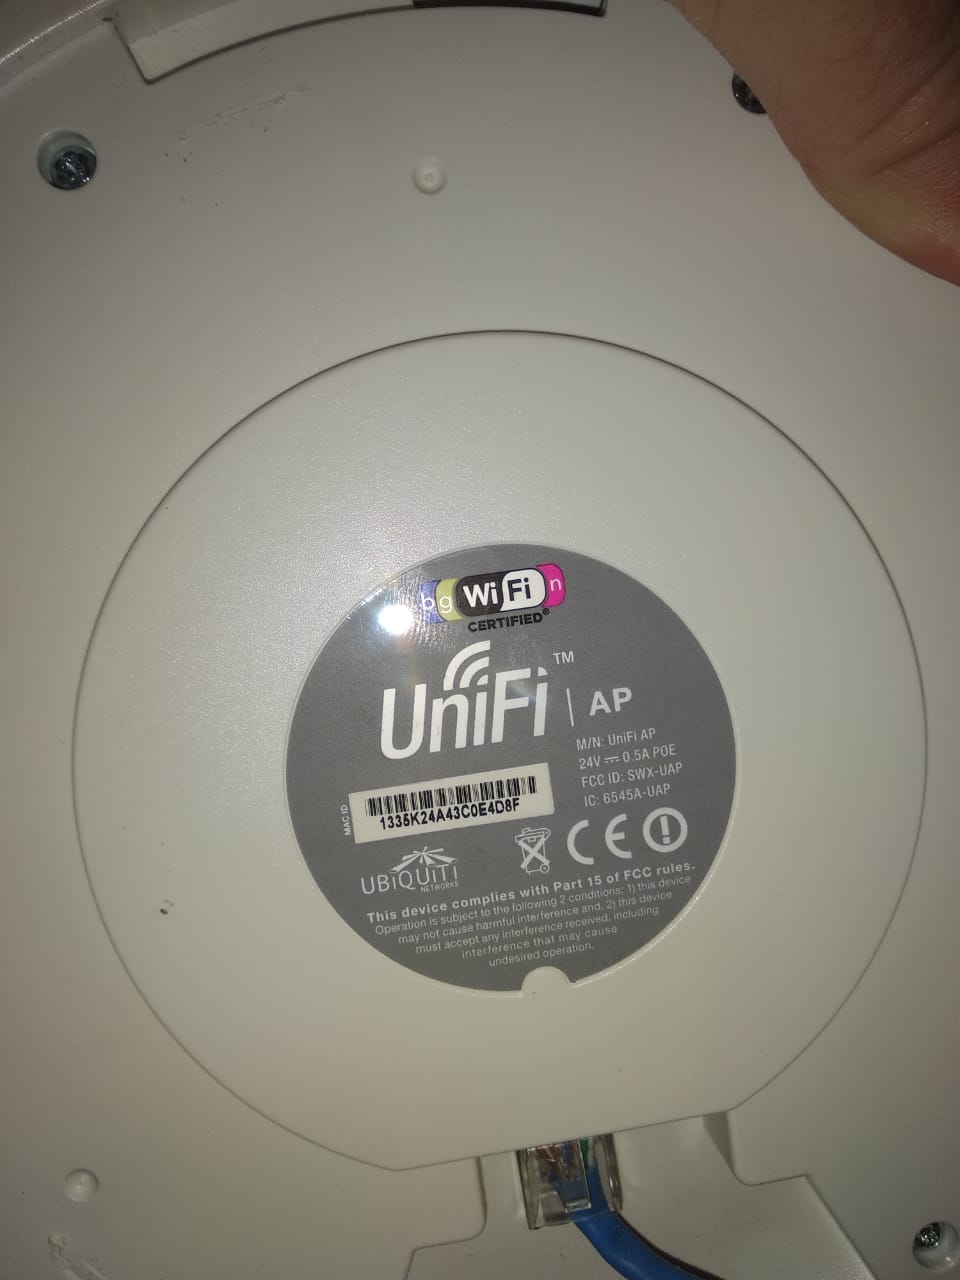 b g WiFi n
CERTIFIED®
UniFi™ | AP
M/N: UniFi AP
24V ⎓ 0.5A POE
FCC ID: SWX-UAP
IC: 6545A-UAP
MAC ID
1335K24A43C0E4D8F
UBiQUiTi
NETWORKS
CE
This device complies with Part 15 of FCC rules.
Operation is subject to the following 2 conditions: 1) this device
may not cause harmful interference and, 2) this device
must accept any interference received, including
interference that may cause
undesired operation.